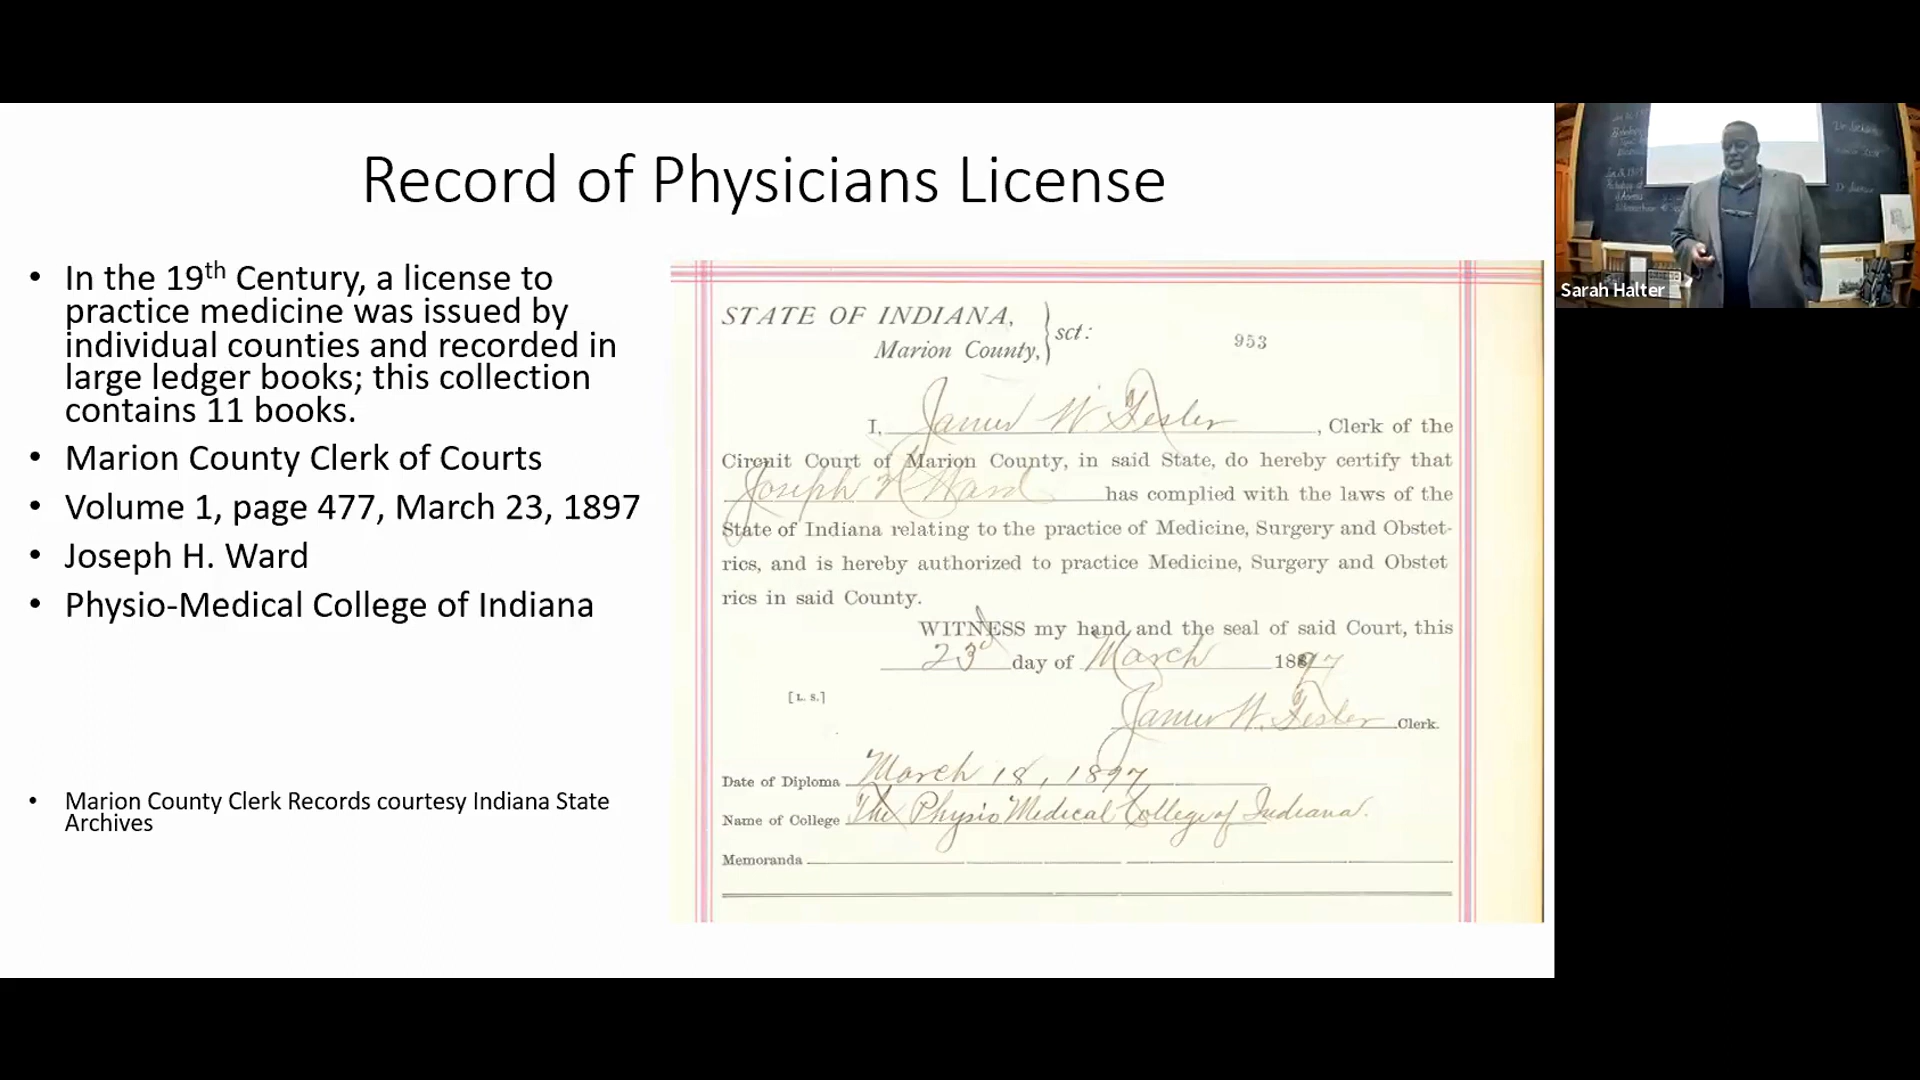 Record of Physicians License
• In the 19th Century, a license to
practice medicine was issued by
individual counties and recorded in
large ledger books; this collection
contains 11 books.
• Marion County Clerk of Courts
• Volume 1, page 477, March 23, 1897
• Joseph H. Ward
• Physio-Medical College of Indiana
• Marion County Clerk Records courtesy Indiana State
Archives
STATE OF INDIANA,
Marion County, } sct:
953
I, James W. Fesler, Clerk of the
Circuit Court of Marion County, in said State, do hereby certify that
Joseph H Ward has complied with the laws of the
State of Indiana relating to the practice of Medicine, Surgery and Obstet-
rics, and is hereby authorized to practice Medicine, Surgery and Obstet
rics in said County.
WITNESS my hand and the seal of said Court, this
23d day of March 1897
[L. S.]
James W. Fesler Clerk.
Date of Diploma March 18, 1897
Name of College The Physio Medical College of Indiana.
Memoranda
Sarah Halter